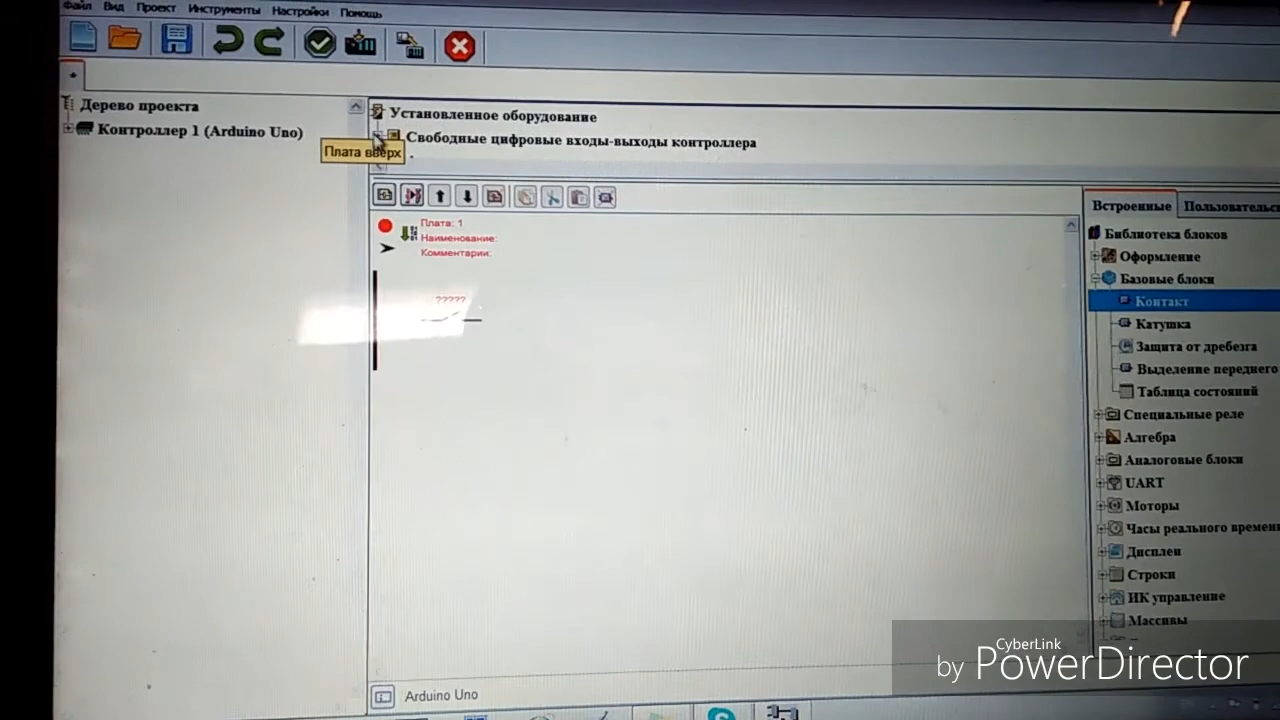 Файл Вид Проект Инструменты Настройки Помощь
Дерево проекта
Контроллер 1 (Arduino Uno)
Плата вверх
Установленное оборудование
Свободные цифровые входы-выходы контроллера
Плата: 1
Наименование:
Комментарии:
?????
Встроенные Пользовательс
Библиотека блоков
Оформление
Базовые блоки
Контакт
Катушка
Защита от дребезга
Выделение переднего
Таблица состояний
Специальные реле
Алгебра
Аналоговые блоки
UART
Моторы
Часы реального времен
Дисплеи
Строки
ИК управление
Массивы
Arduino Uno
CyberLink
by PowerDirector